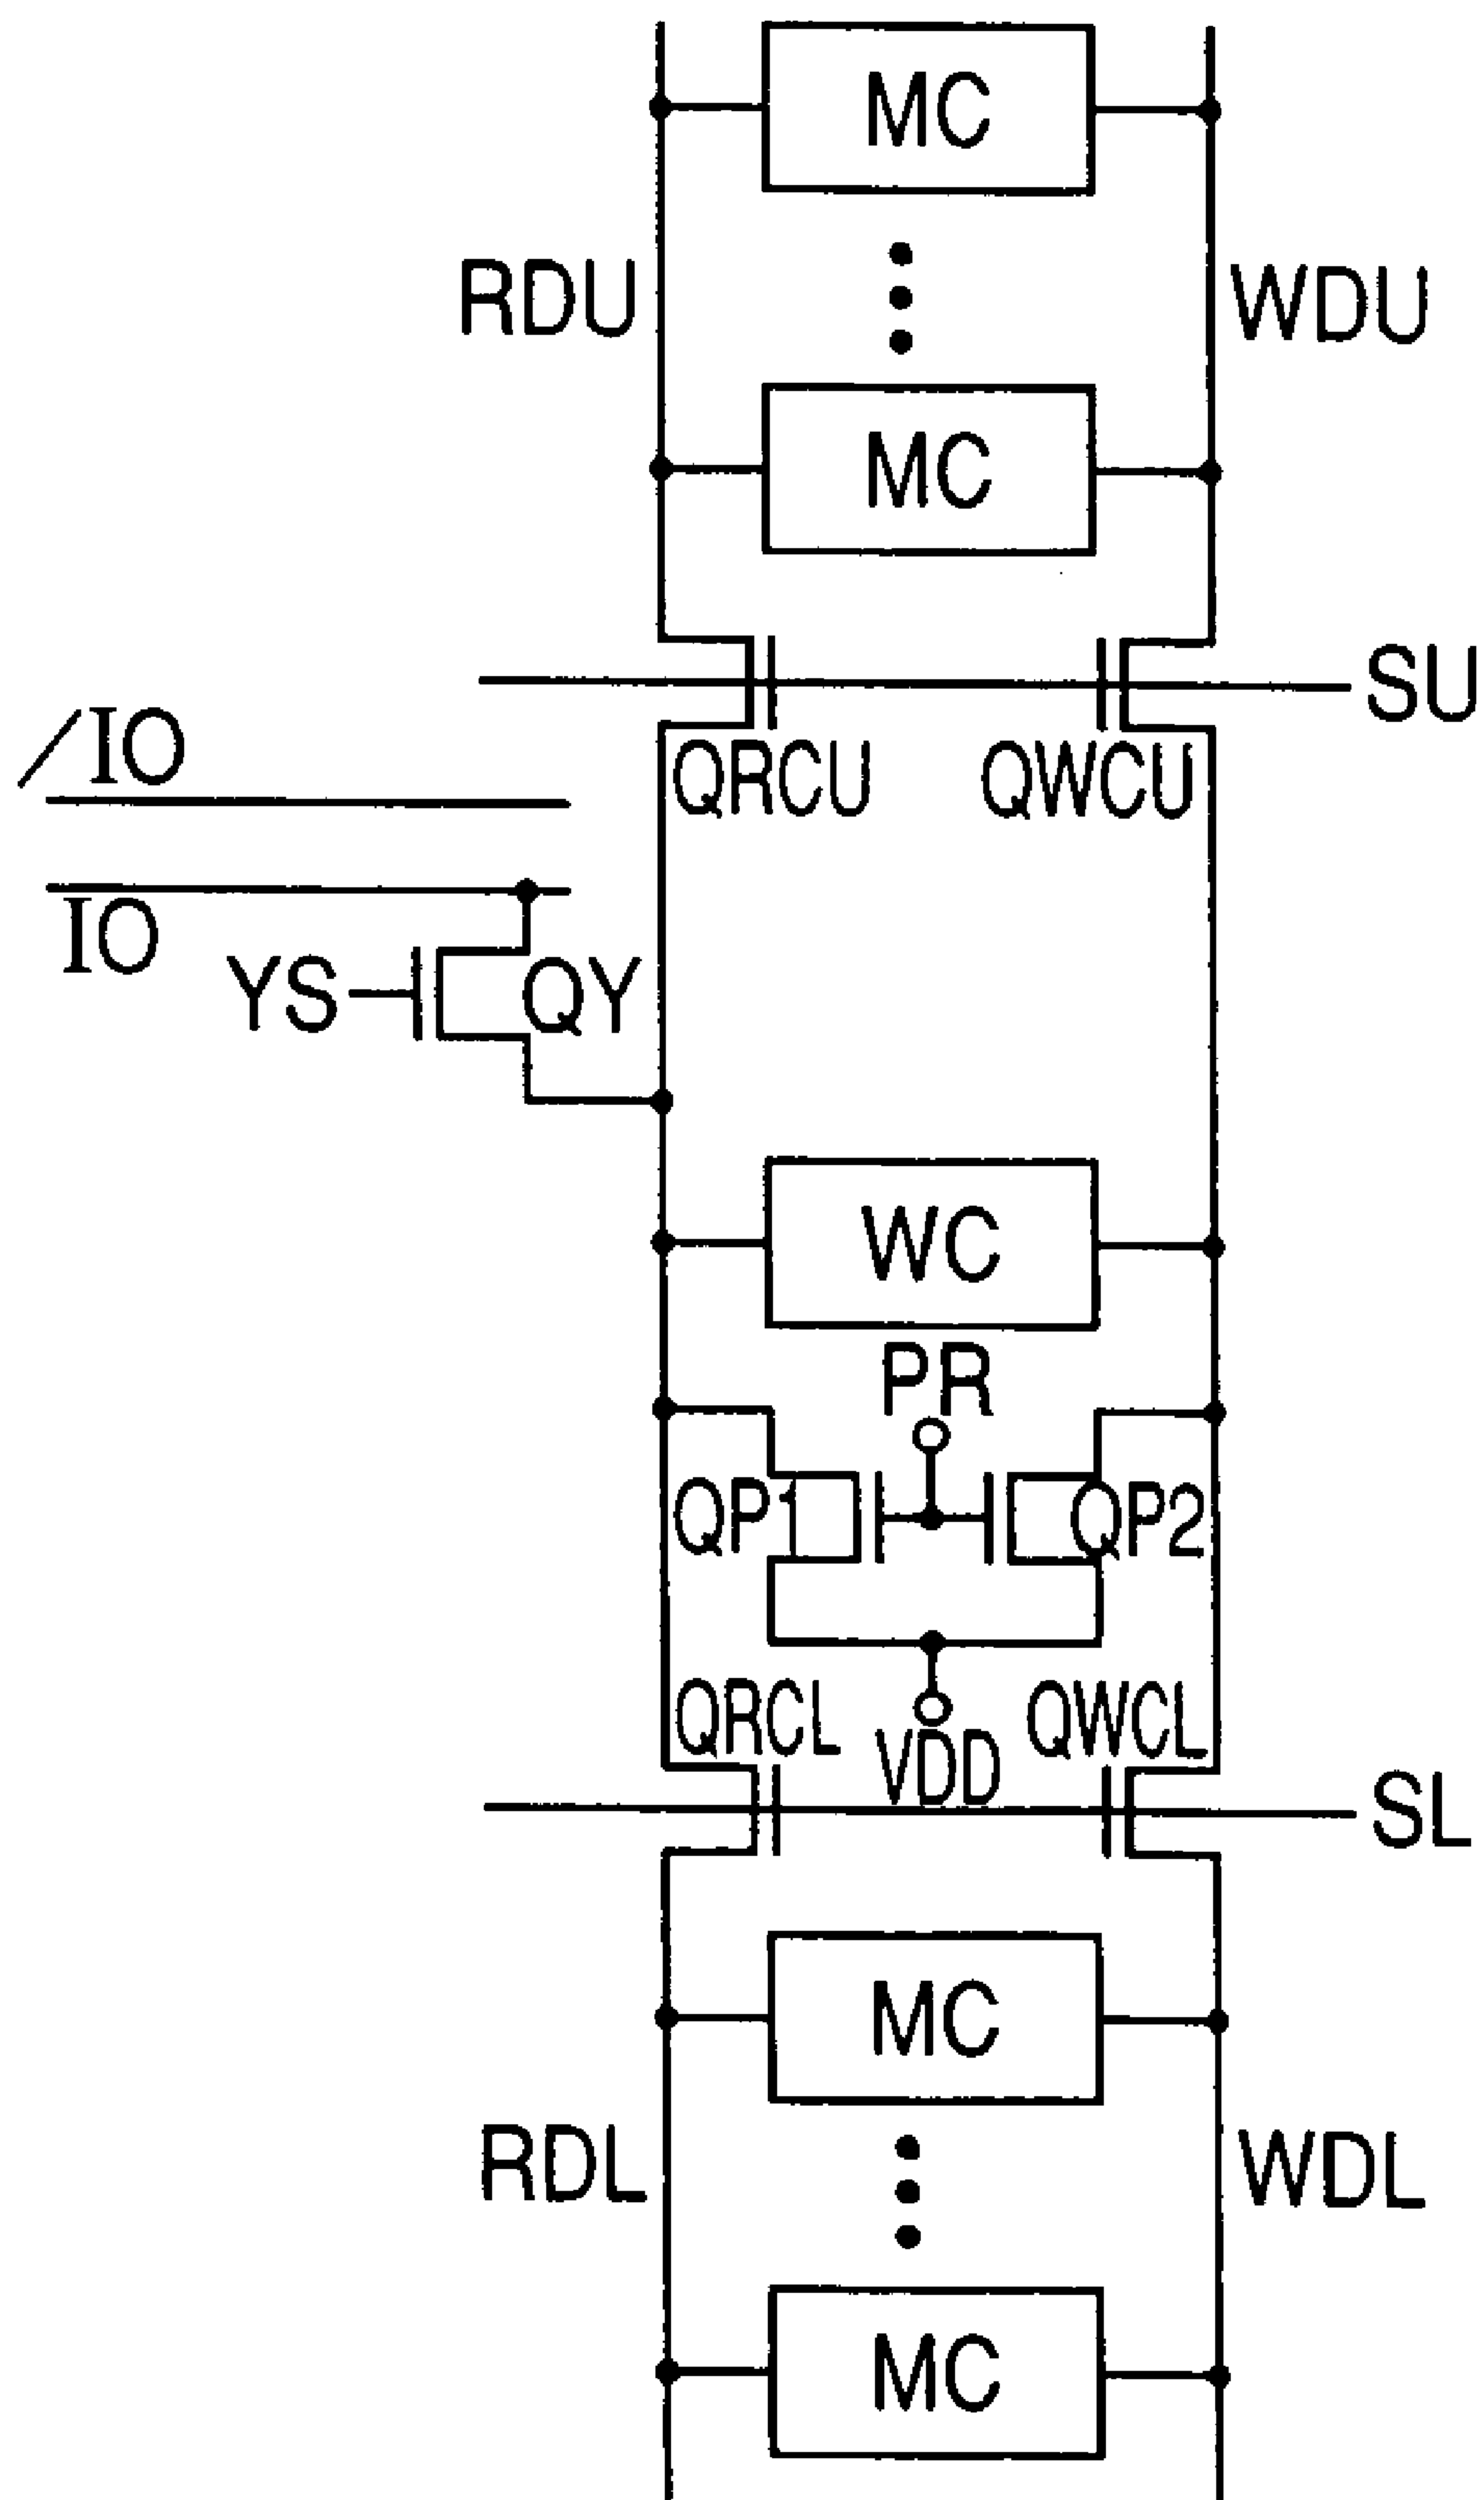 MC
RDU
WDU
MC
SU
/IO
QRCU QWCU
IO
YS QY
WC
PR
QP1 QP2
QRCL QWCL
VDD
SL
MC
RDL
WDL
MC